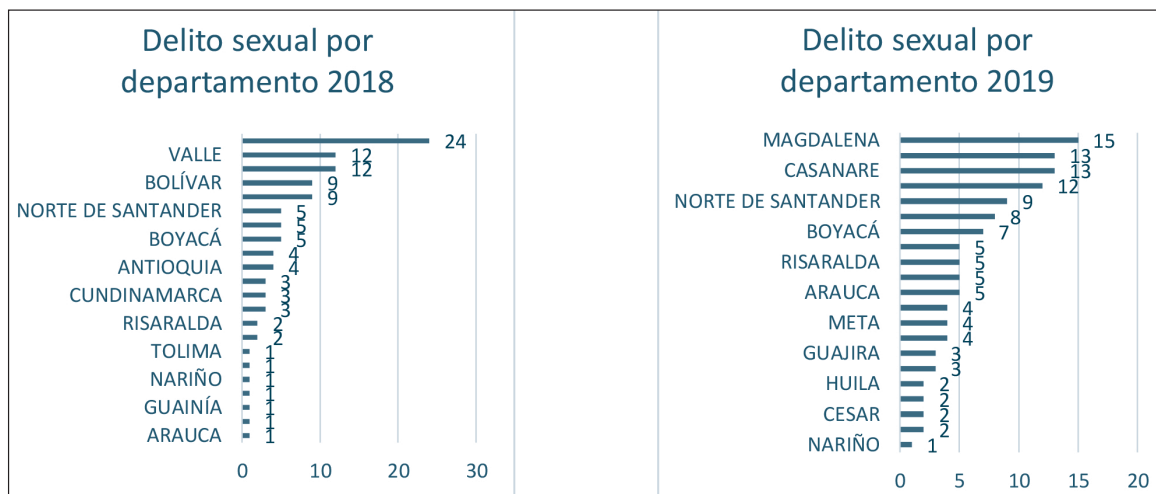 Delito sexual por
departamento 2018
24
VALLE 12
12
BOLÍVAR 9
9
NORTE DE SANTANDER 5
5
BOYACÁ 5
4
ANTIOQUIA 4
3
CUNDINAMARCA 3
3
RISARALDA 2
2
TOLIMA 1
1
NARIÑO 1
1
GUAINÍA 1
1
ARAUCA 1
0 10 20 30
Delito sexual por
departamento 2019
MAGDALENA 15
13
CASANARE 13
12
NORTE DE SANTANDER 9
8
BOYACÁ 7
5
RISARALDA 5
5
ARAUCA 5
4
META 4
4
GUAJIRA 3
3
HUILA 2
2
CESAR 2
2
NARIÑO 1
0 5 10 15 20